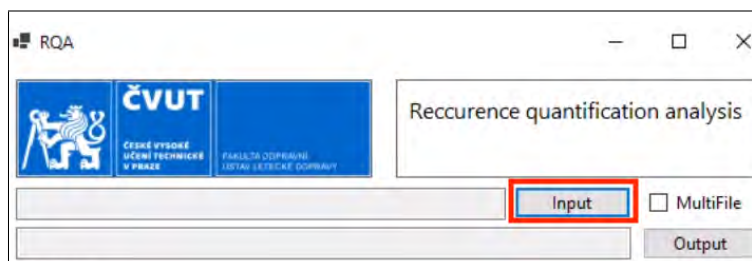 RQA
ČVUT
ČESKÉ VYSOKÉ
UČENÍ TECHNICKÉ
V PRAZE
FAKULTA DOPRAVNÍ
ÚSTAV LETECKÉ DOPRAVY
Reccurence quantification analysis
Input
MultiFile
Output